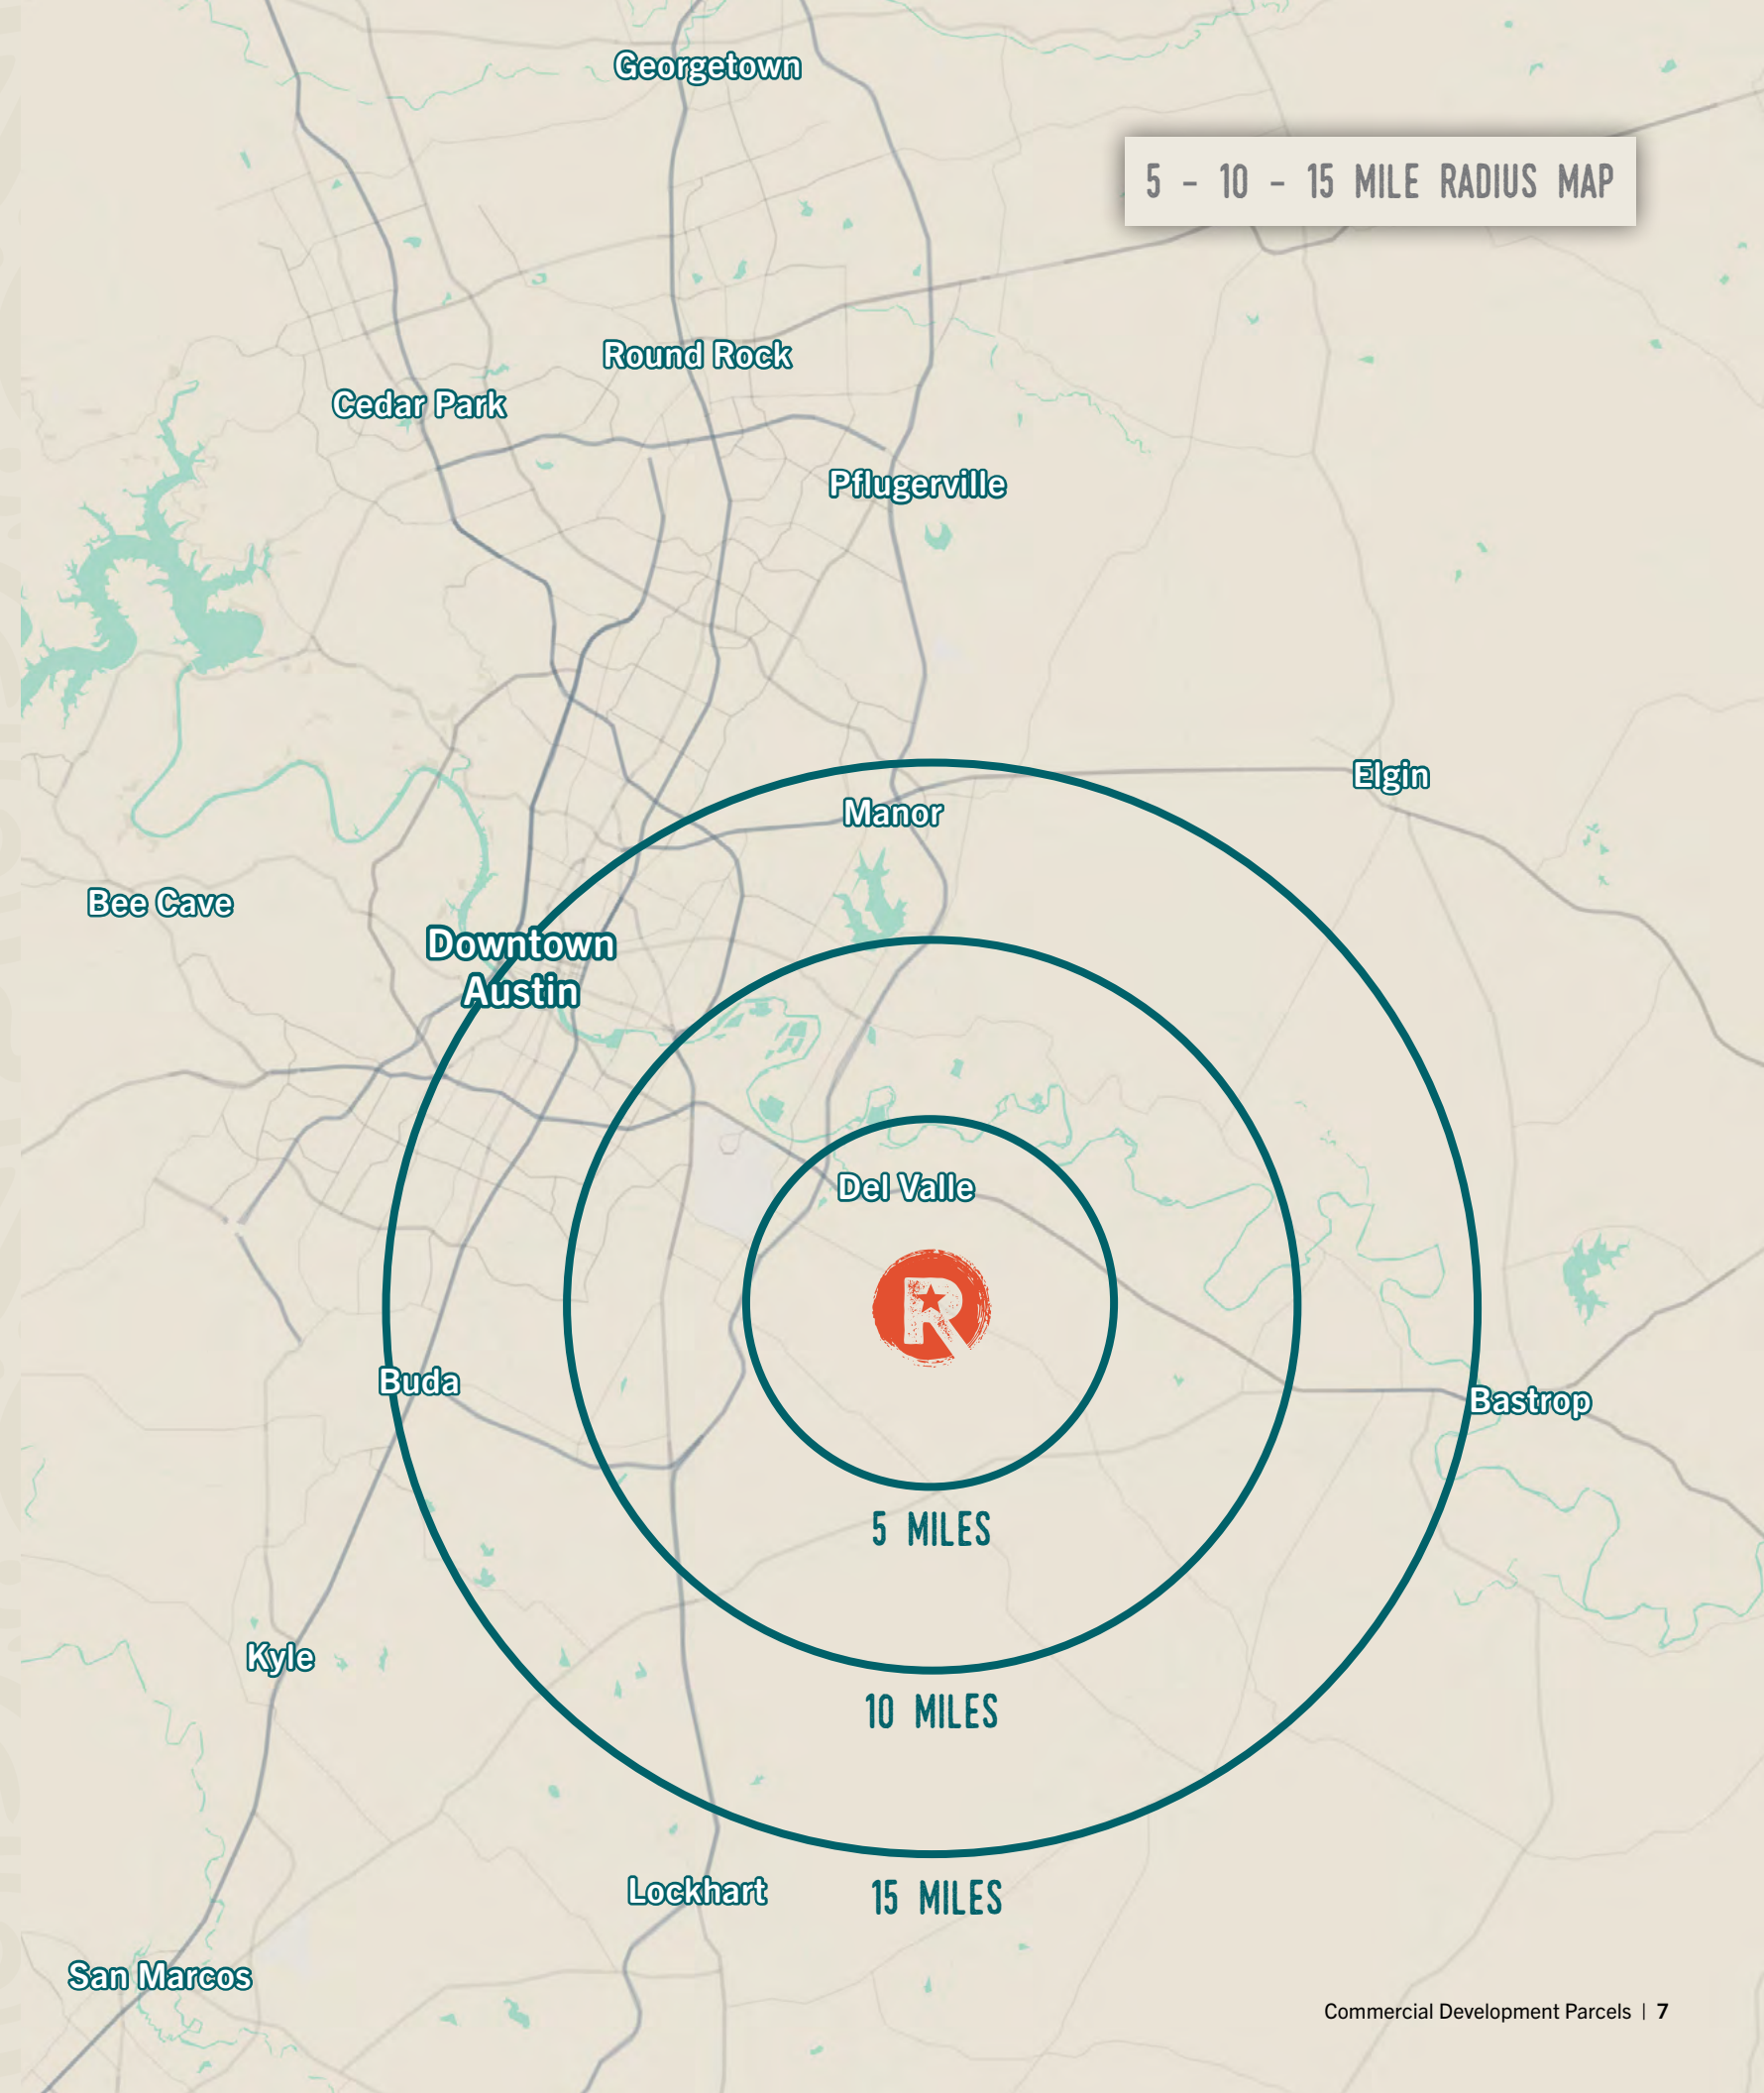 Georgetown
5 - 10 - 15 MILE RADIUS MAP
Round Rock
Cedar Park
Pflugerville
Elgin
Manor
Bee Cave
Downtown
Austin
Del Valle
R
Buda
Bastrop
5 MILES
Kyle
10 MILES
Lockhart
15 MILES
San Marcos
Commercial Development Parcels | 7